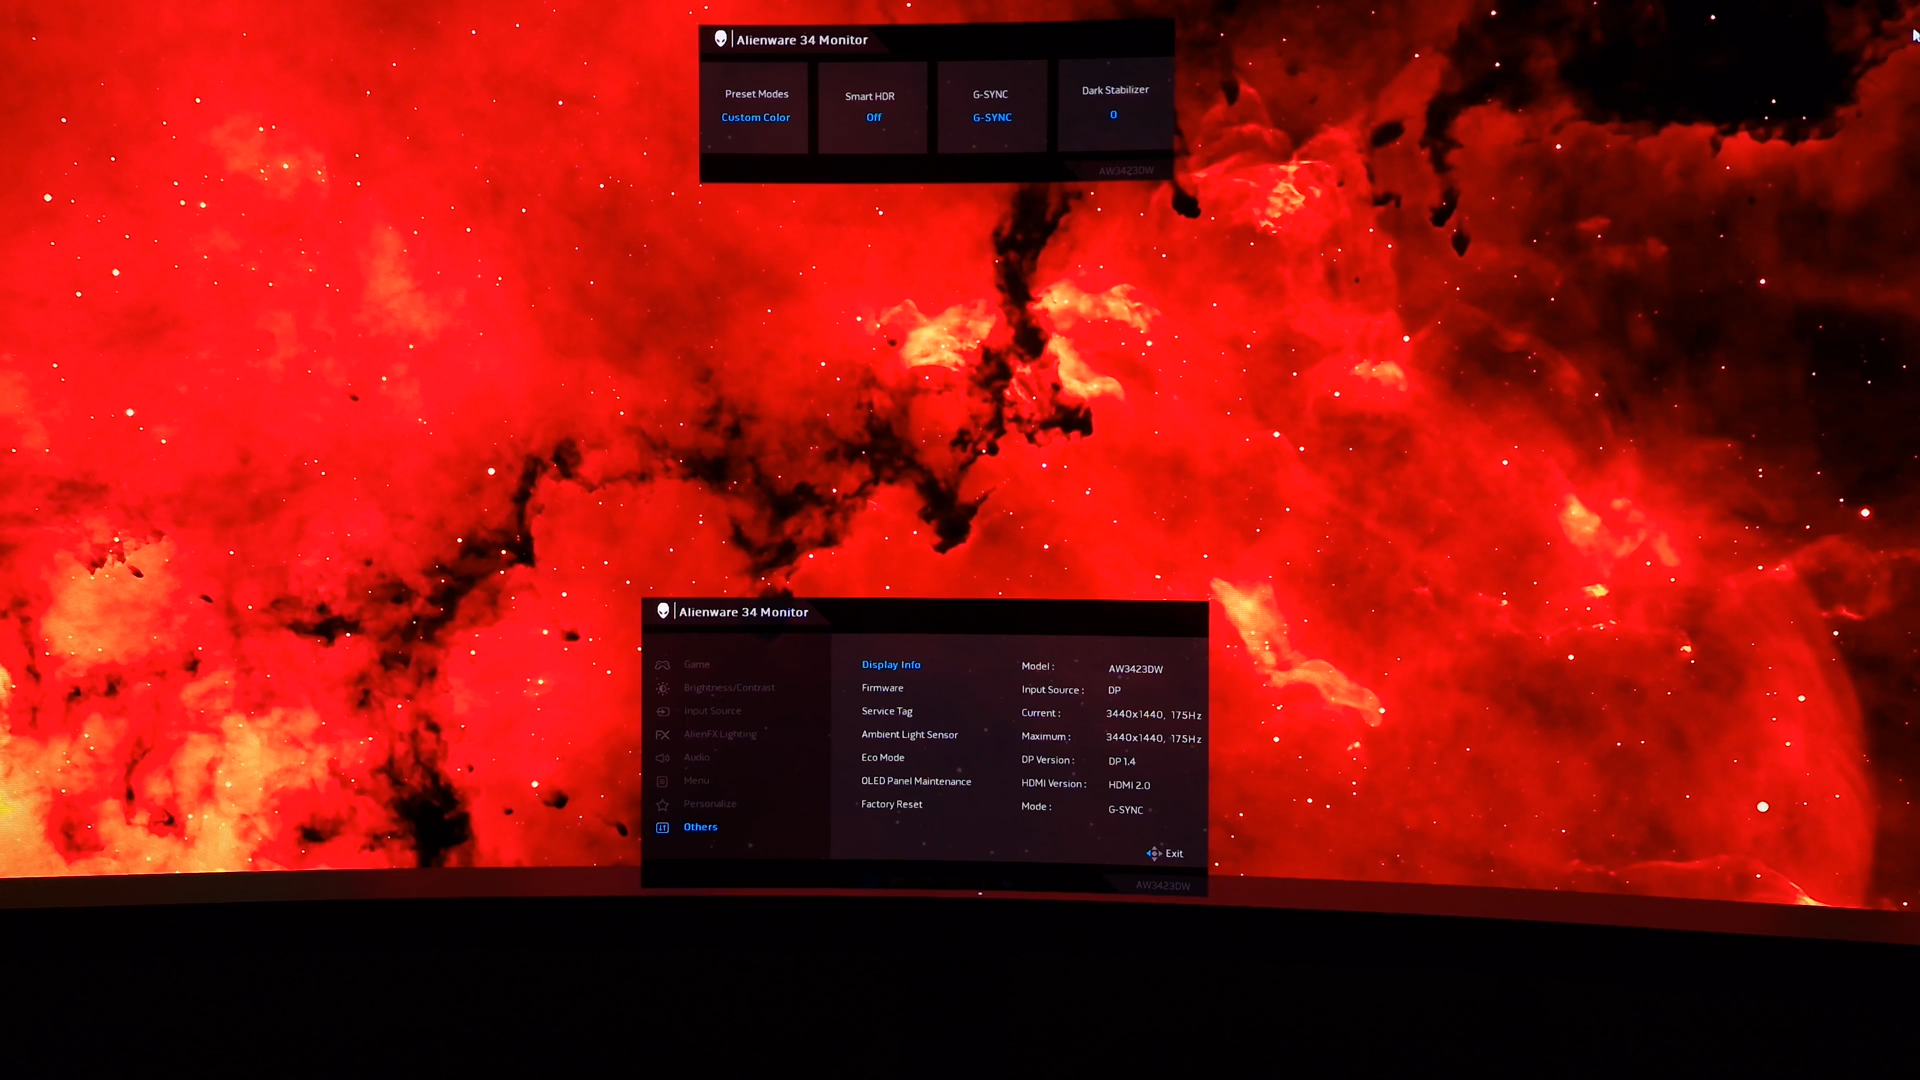 Alienware 34 Monitor
Preset Modes
Custom Color
Smart HDR
Off
G-SYNC
G-SYNC
Dark Stabilizer
0
AW3423DW
Alienware 34 Monitor
Game
Brightness/Contrast
Input Source
AlienFX Lighting
Audio
Menu
Personalize
Others
Display Info
Firmware
Service Tag
Ambient Light Sensor
Eco Mode
OLED Panel Maintenance
Factory Reset
Model : AW3423DW
Input Source : DP
Current : 3440x1440, 175Hz
Maximum : 3440x1440, 175Hz
DP Version : DP 1.4
HDMI Version : HDMI 2.0
Mode : G-SYNC
Exit
AW3423DW